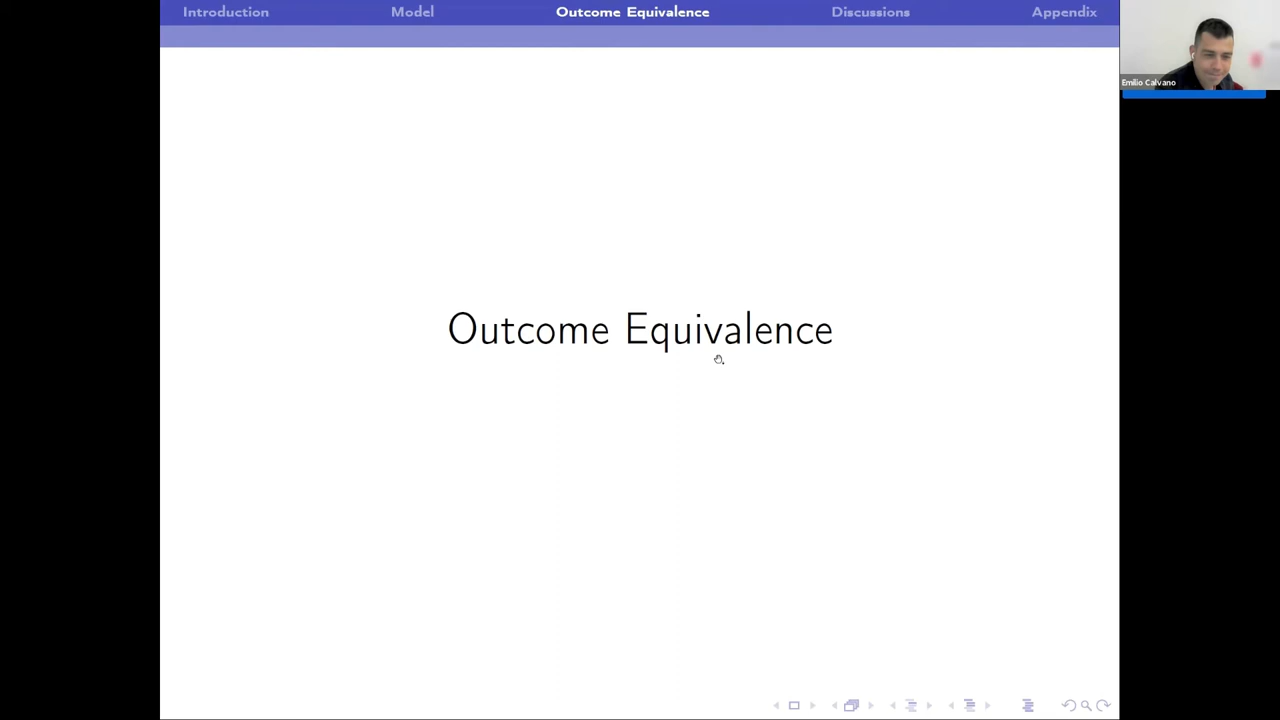 Introduction Model Outcome Equivalence Discussions Appendix
Emilio Calvano
Outcome Equivalence